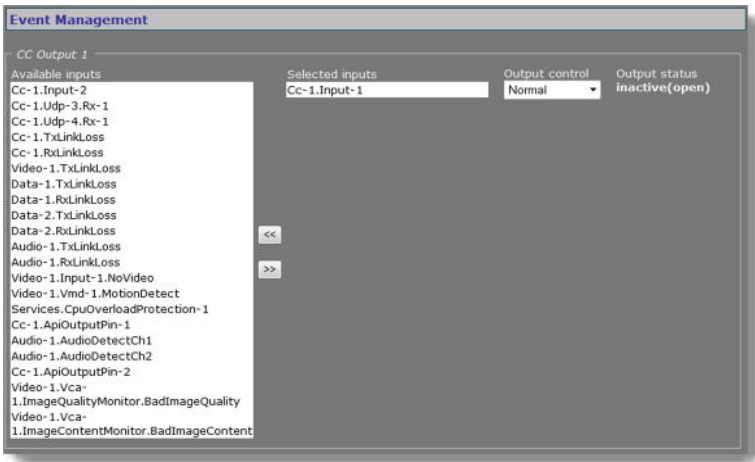 Event Management
CC Output 1
Available inputs
Cc-1.Input-2
Cc-1.Udp-3.Rx-1
Cc-1.Udp-4.Rx-1
Cc-1.TxLinkLoss
Cc-1.RxLinkLoss
Video-1.TxLinkLoss
Data-1.TxLinkLoss
Data-1.RxLinkLoss
Data-2.TxLinkLoss
Data-2.RxLinkLoss
Audio-1.TxLinkLoss
Audio-1.RxLinkLoss
Video-1.Input-1.NoVideo
Video-1.Vmd-1.MotionDetect
Services.CpuOverloadProtection-1
Cc-1.ApiOutputPin-1
Audio-1.AudioDetectCh1
Audio-1.AudioDetectCh2
Cc-1.ApiOutputPin-2
Video-1.Vca-
1.ImageQualityMonitor.BadImageQuality
Video-1.Vca-
1.ImageContentMonitor.BadImageContent
<<
>>
Selected inputs
Cc-1.Input-1
Output control
Normal
Output status
inactive(open)